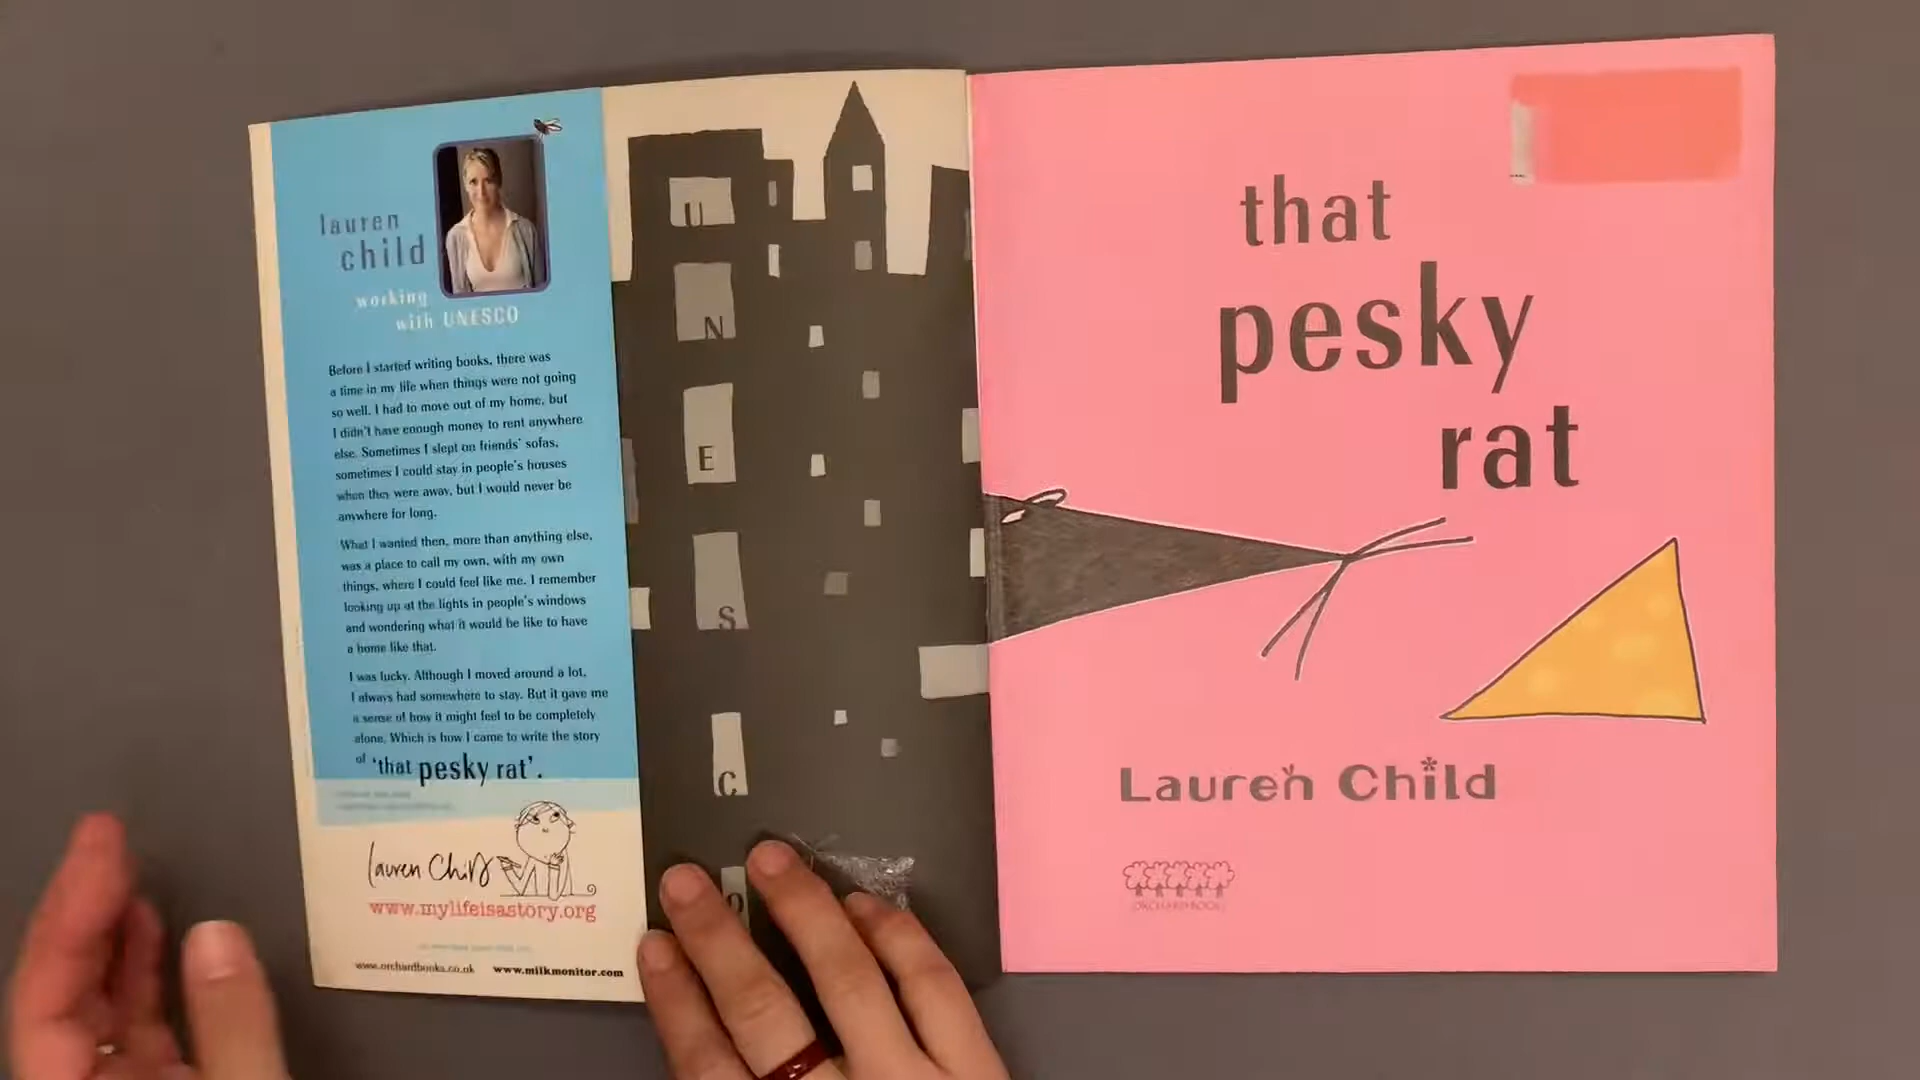 lauren
child
working
with UNESCO
Before I started writing books, there was
a time in my life when things were not going
so well. I had to move out of my home, but
I didn't have enough money to rent anywhere
else. Sometimes I slept on friends' sofas,
sometimes I could stay in people's houses
when they were away, but I would never be
anywhere for long.
What I wanted then, more than anything else,
was a place to call my own, with my own
things, where I could feel like me. I remember
looking up at the lights in people's windows
and wondering what it would be like to have
a home like that.
I was lucky. Although I moved around a lot,
I always had somewhere to stay. But it gave me
a sense of how it might feel to be completely
alone. Which is how I came to write the story
of 'that pesky rat'.
Lauren Child
www.mylifeisastory.org
www.orchardbooks.co.uk www.milkmonitor.com
U
N
E
S
C
O
that
pesky
rat
Lauren Child
ORCHARD BOOKS